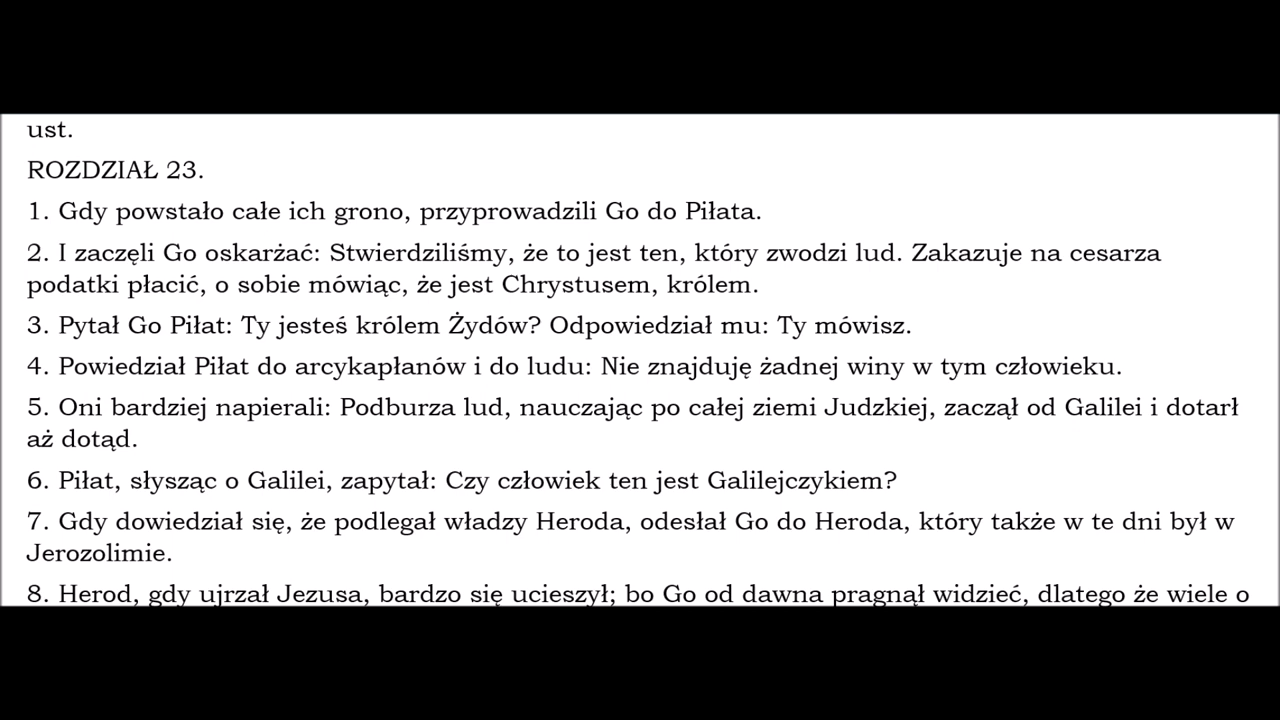 ust.
ROZDZIAŁ 23.
1. Gdy powstało całe ich grono, przyprowadzili Go do Piłata.
2. I zaczęli Go oskarżać: Stwierdziliśmy, że to jest ten, który zwodzi lud. Zakazuje na cesarza
podatki płacić, o sobie mówiąc, że jest Chrystusem, królem.
3. Pytał Go Piłat: Ty jesteś królem Żydów? Odpowiedział mu: Ty mówisz.
4. Powiedział Piłat do arcykapłanów i do ludu: Nie znajduję żadnej winy w tym człowieku.
5. Oni bardziej napierali: Podburza lud, nauczając po całej ziemi Judzkiej, zaczął od Galilei i dotarł
aż dotąd.
6. Piłat, słysząc o Galilei, zapytał: Czy człowiek ten jest Galilejczykiem?
7. Gdy dowiedział się, że podlegał władzy Heroda, odesłał Go do Heroda, który także w te dni był w
Jerozolimie.
8. Herod, gdy ujrzał Jezusa, bardzo się ucieszył; bo Go od dawna pragnął widzieć, dlatego że wiele o